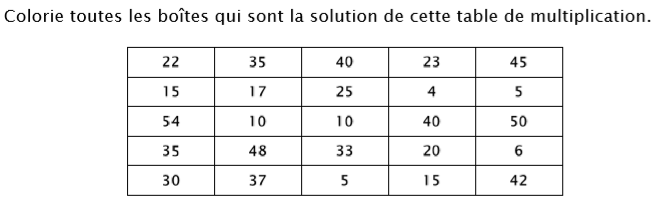 Colorie toutes les boîtes qui sont la solution de cette table de multiplication.
22 35 40 23 45
15 17 25 4 5
54 10 10 40 50
35 48 33 20 6
30 37 5 15 42